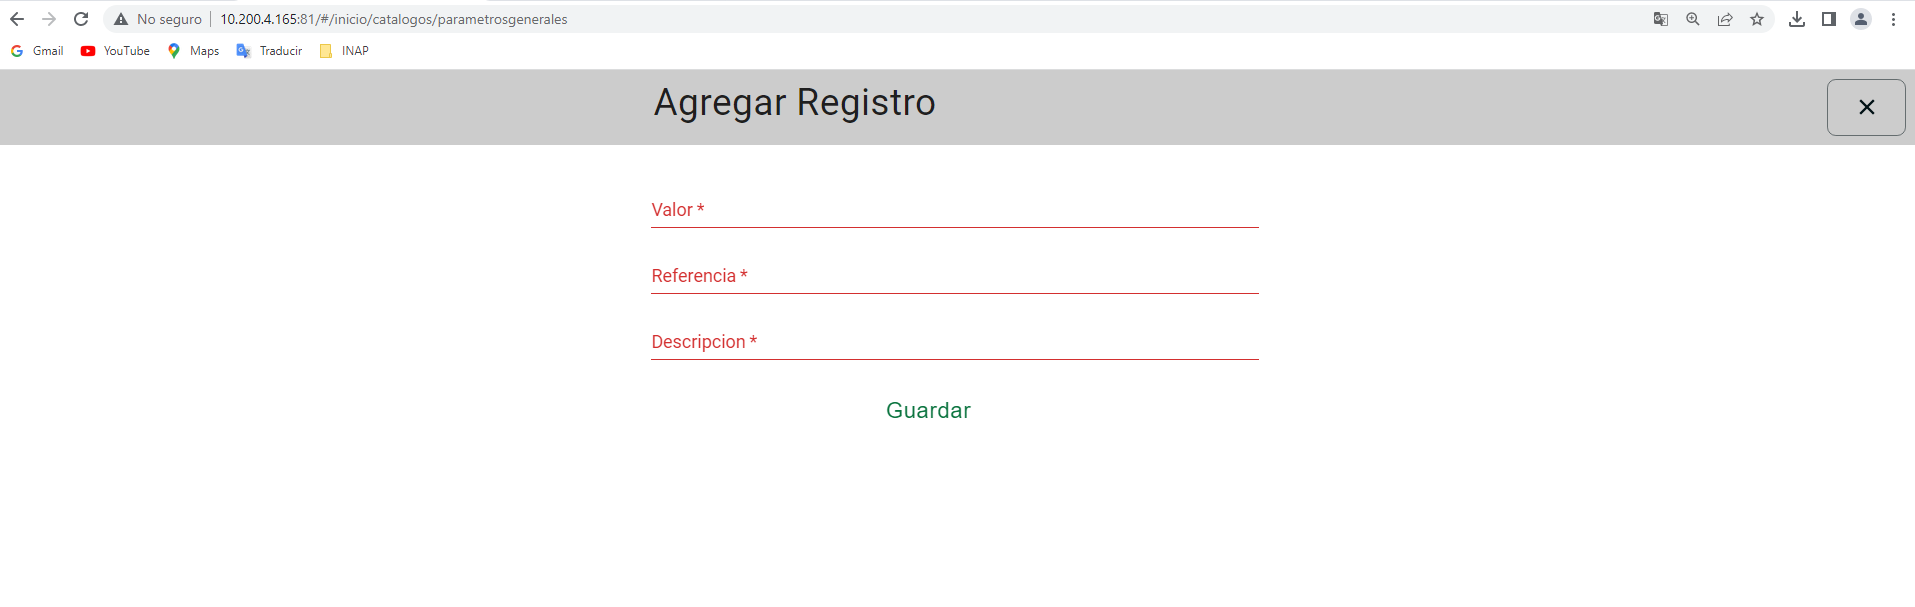 No seguro 10.200.4.165:81/#/inicio/catalogos/parametrosgenerales
Gmail YouTube Maps Traducir INAP
Agregar Registro
Valor *
Referencia *
Descripcion *
Guardar